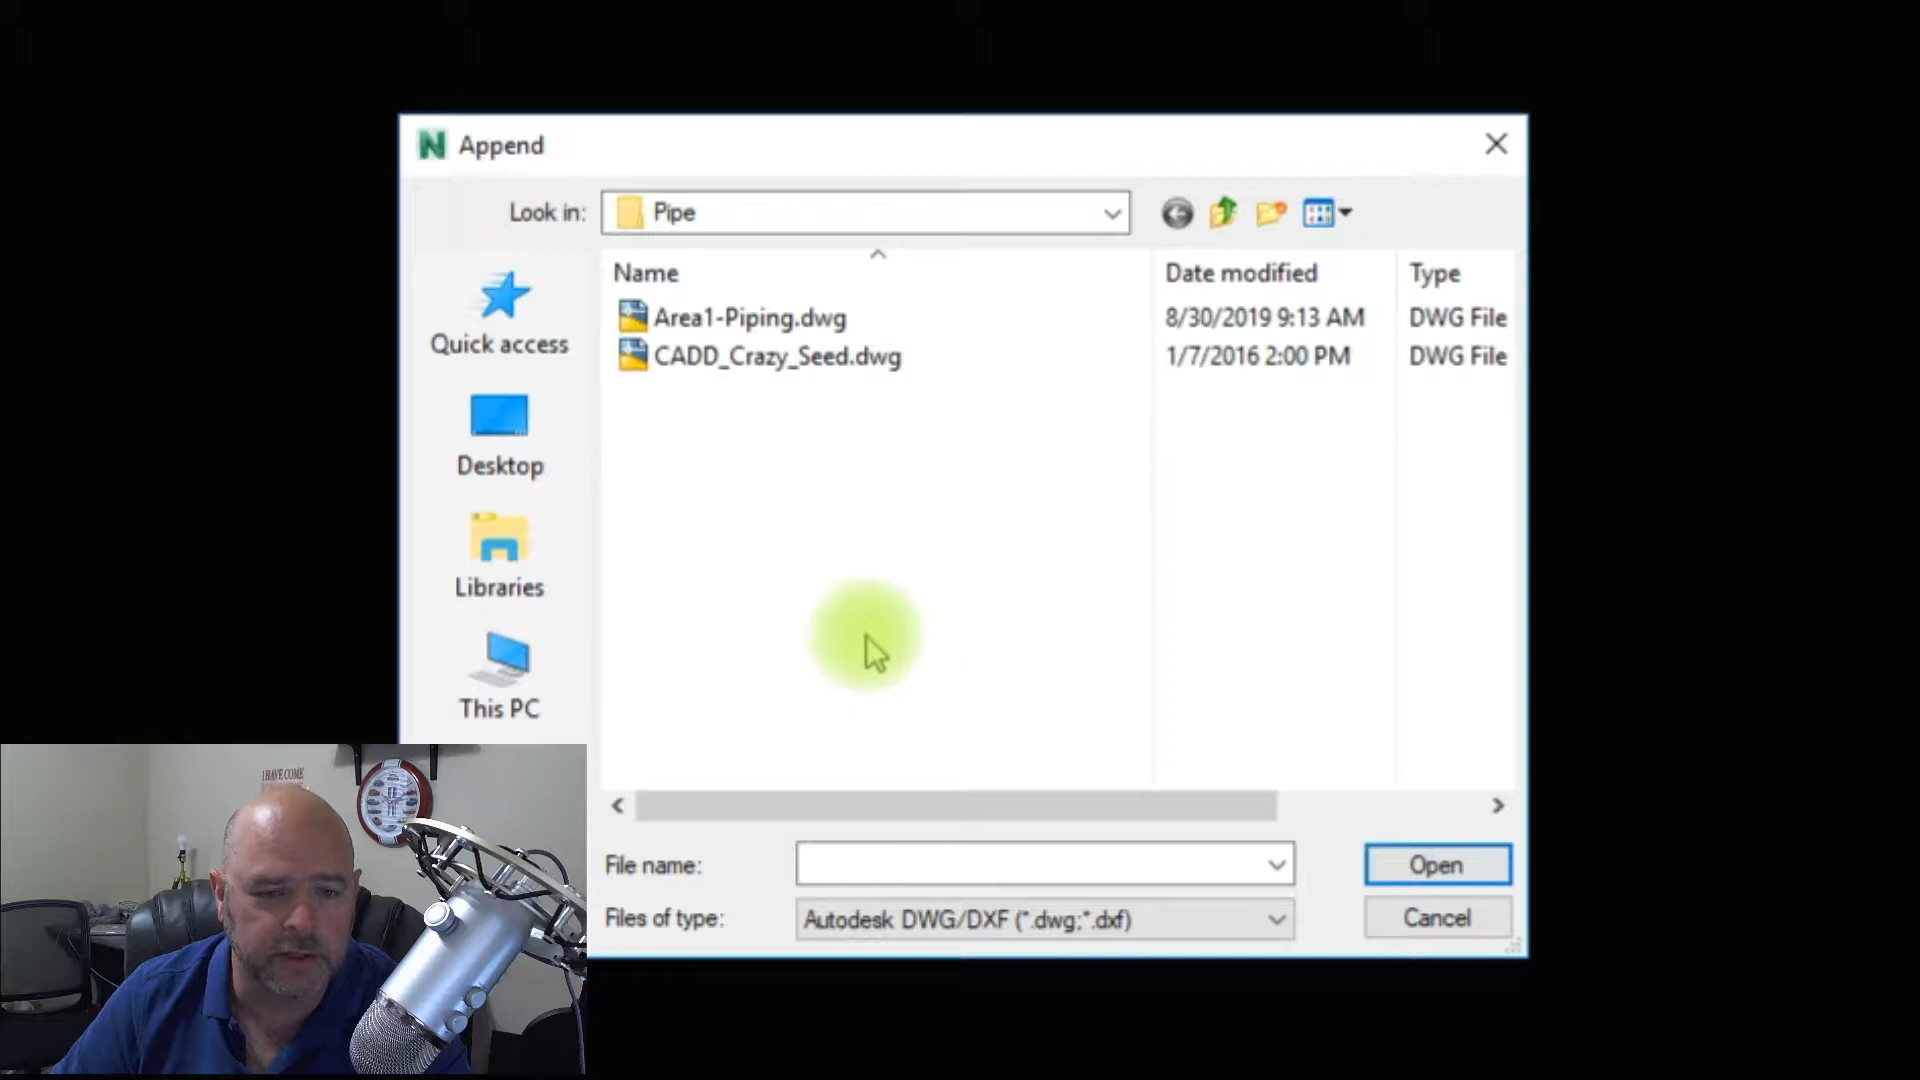 Append
Look in: Pipe
Name Date modified Type
Area1-Piping.dwg 8/30/2019 9:13 AM DWG File
CADD_Crazy_Seed.dwg 1/7/2016 2:00 PM DWG File
Quick access
Desktop
Libraries
This PC
File name: Open
Files of type: Autodesk DWG/DXF (*.dwg;*.dxf) Cancel
I HAVE COME